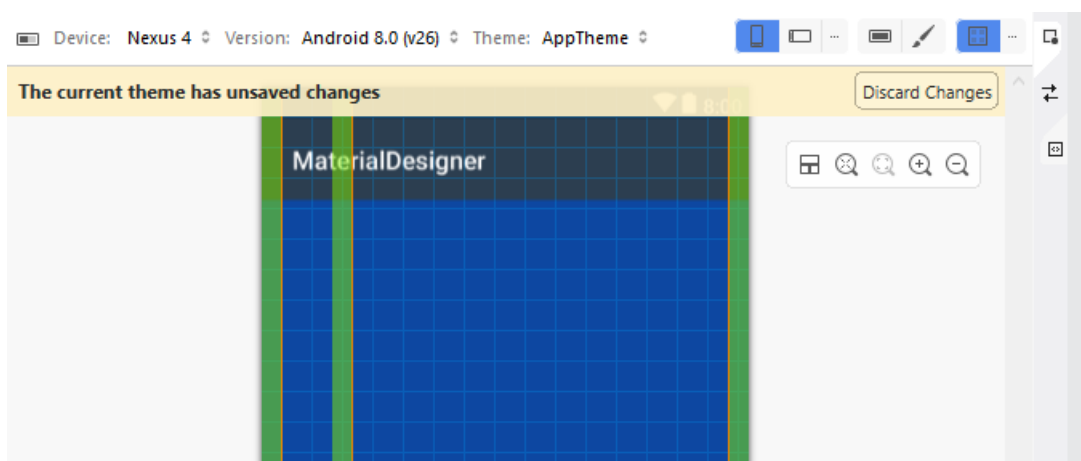 Device: Nexus 4 Version: Android 8.0 (v26) Theme: AppTheme
The current theme has unsaved changes
Discard Changes
8:00
MaterialDesigner